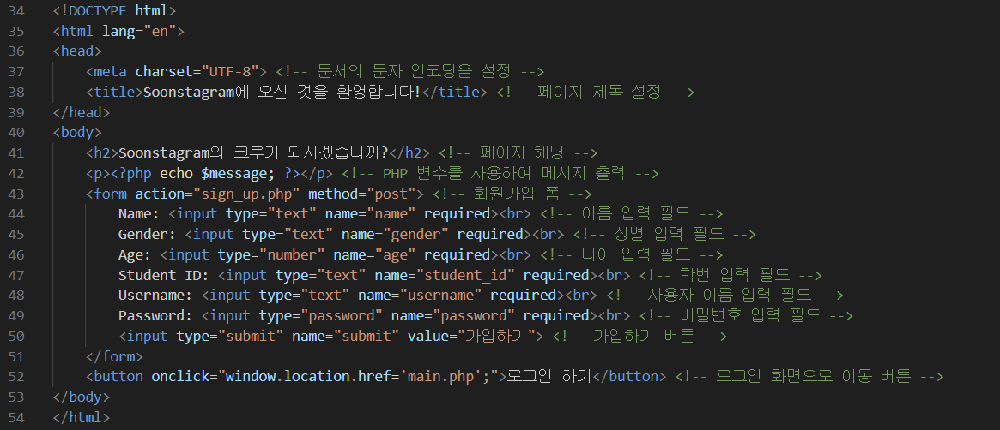 34 <!DOCTYPE html>
35 <html lang="en">
36 <head>
37     <meta charset="UTF-8"> <!-- 문서의 문자 인코딩을 설정 -->
38     <title>Soonstagram에 오신 것을 환영합니다!</title> <!-- 페이지 제목 설정 -->
39 </head>
40 <body>
41     <h2>Soonstagram의 크루가 되시겠습니까?</h2> <!-- 페이지 헤딩 -->
42     <p><?php echo $message; ?></p> <!-- PHP 변수를 사용하여 메시지 출력 -->
43     <form action="sign_up.php" method="post"> <!-- 회원가입 폼 -->
44         Name: <input type="text" name="name" required><br> <!-- 이름 입력 필드 -->
45         Gender: <input type="text" name="gender" required><br> <!-- 성별 입력 필드 -->
46         Age: <input type="number" name="age" required><br> <!-- 나이 입력 필드 -->
47         Student ID: <input type="text" name="student_id" required><br> <!-- 학번 입력 필드 -->
48         Username: <input type="text" name="username" required><br> <!-- 사용자 이름 입력 필드 -->
49         Password: <input type="password" name="password" required><br> <!-- 비밀번호 입력 필드 -->
50         <input type="submit" name="submit" value="가입하기"> <!-- 가입하기 버튼 -->
51     </form>
52     <button onclick="window.location.href='main.php';">로그인 하기</button> <!-- 로그인 화면으로 이동 버튼 -->
53 </body>
54 </html>